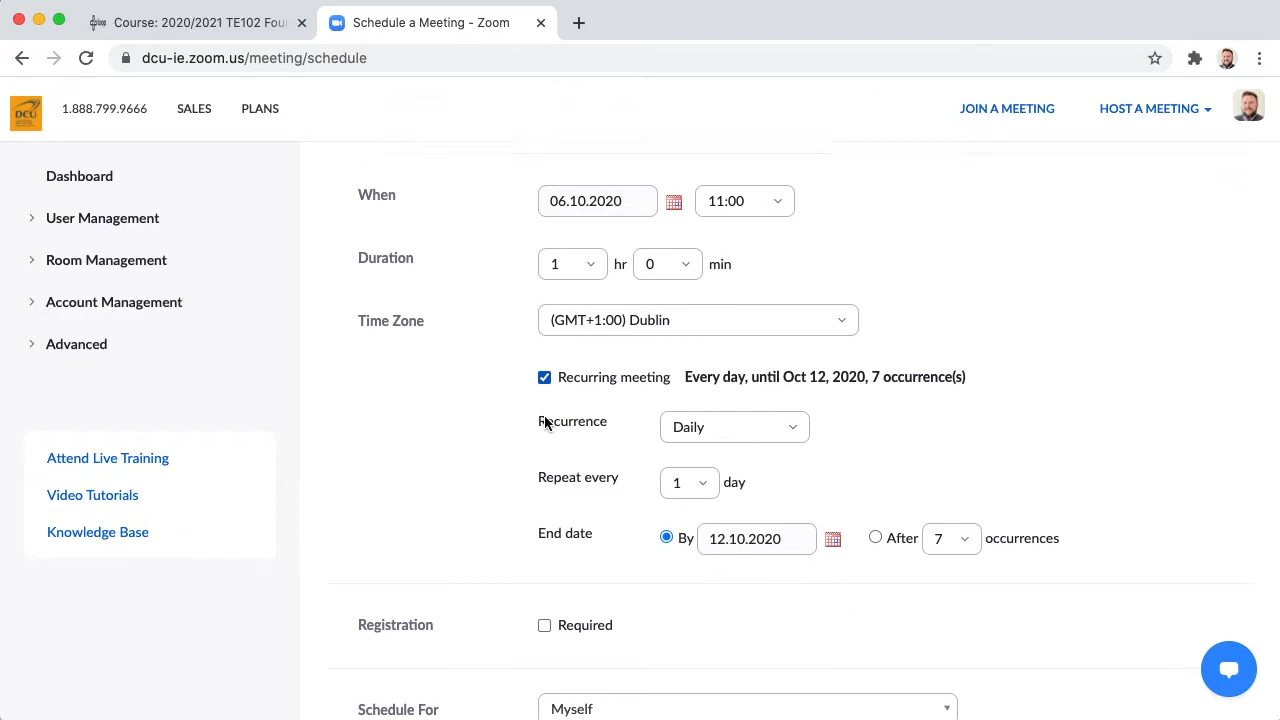 Course: 2020/2021 TE102 Four
Schedule a Meeting - Zoom
dcu-ie.zoom.us/meeting/schedule
DCU
1.888.799.9666
SALES
PLANS
JOIN A MEETING
HOST A MEETING
Dashboard
User Management
Room Management
Account Management
Advanced
Attend Live Training
Video Tutorials
Knowledge Base
When
06.10.2020
11:00
Duration
1 hr 0 min
Time Zone
(GMT+1:00) Dublin
Recurring meeting Every day, until Oct 12, 2020, 7 occurrence(s)
Recurrence
Daily
Repeat every
1 day
End date
By 12.10.2020 After 7 occurrences
Registration
Required
Schedule For
Myself